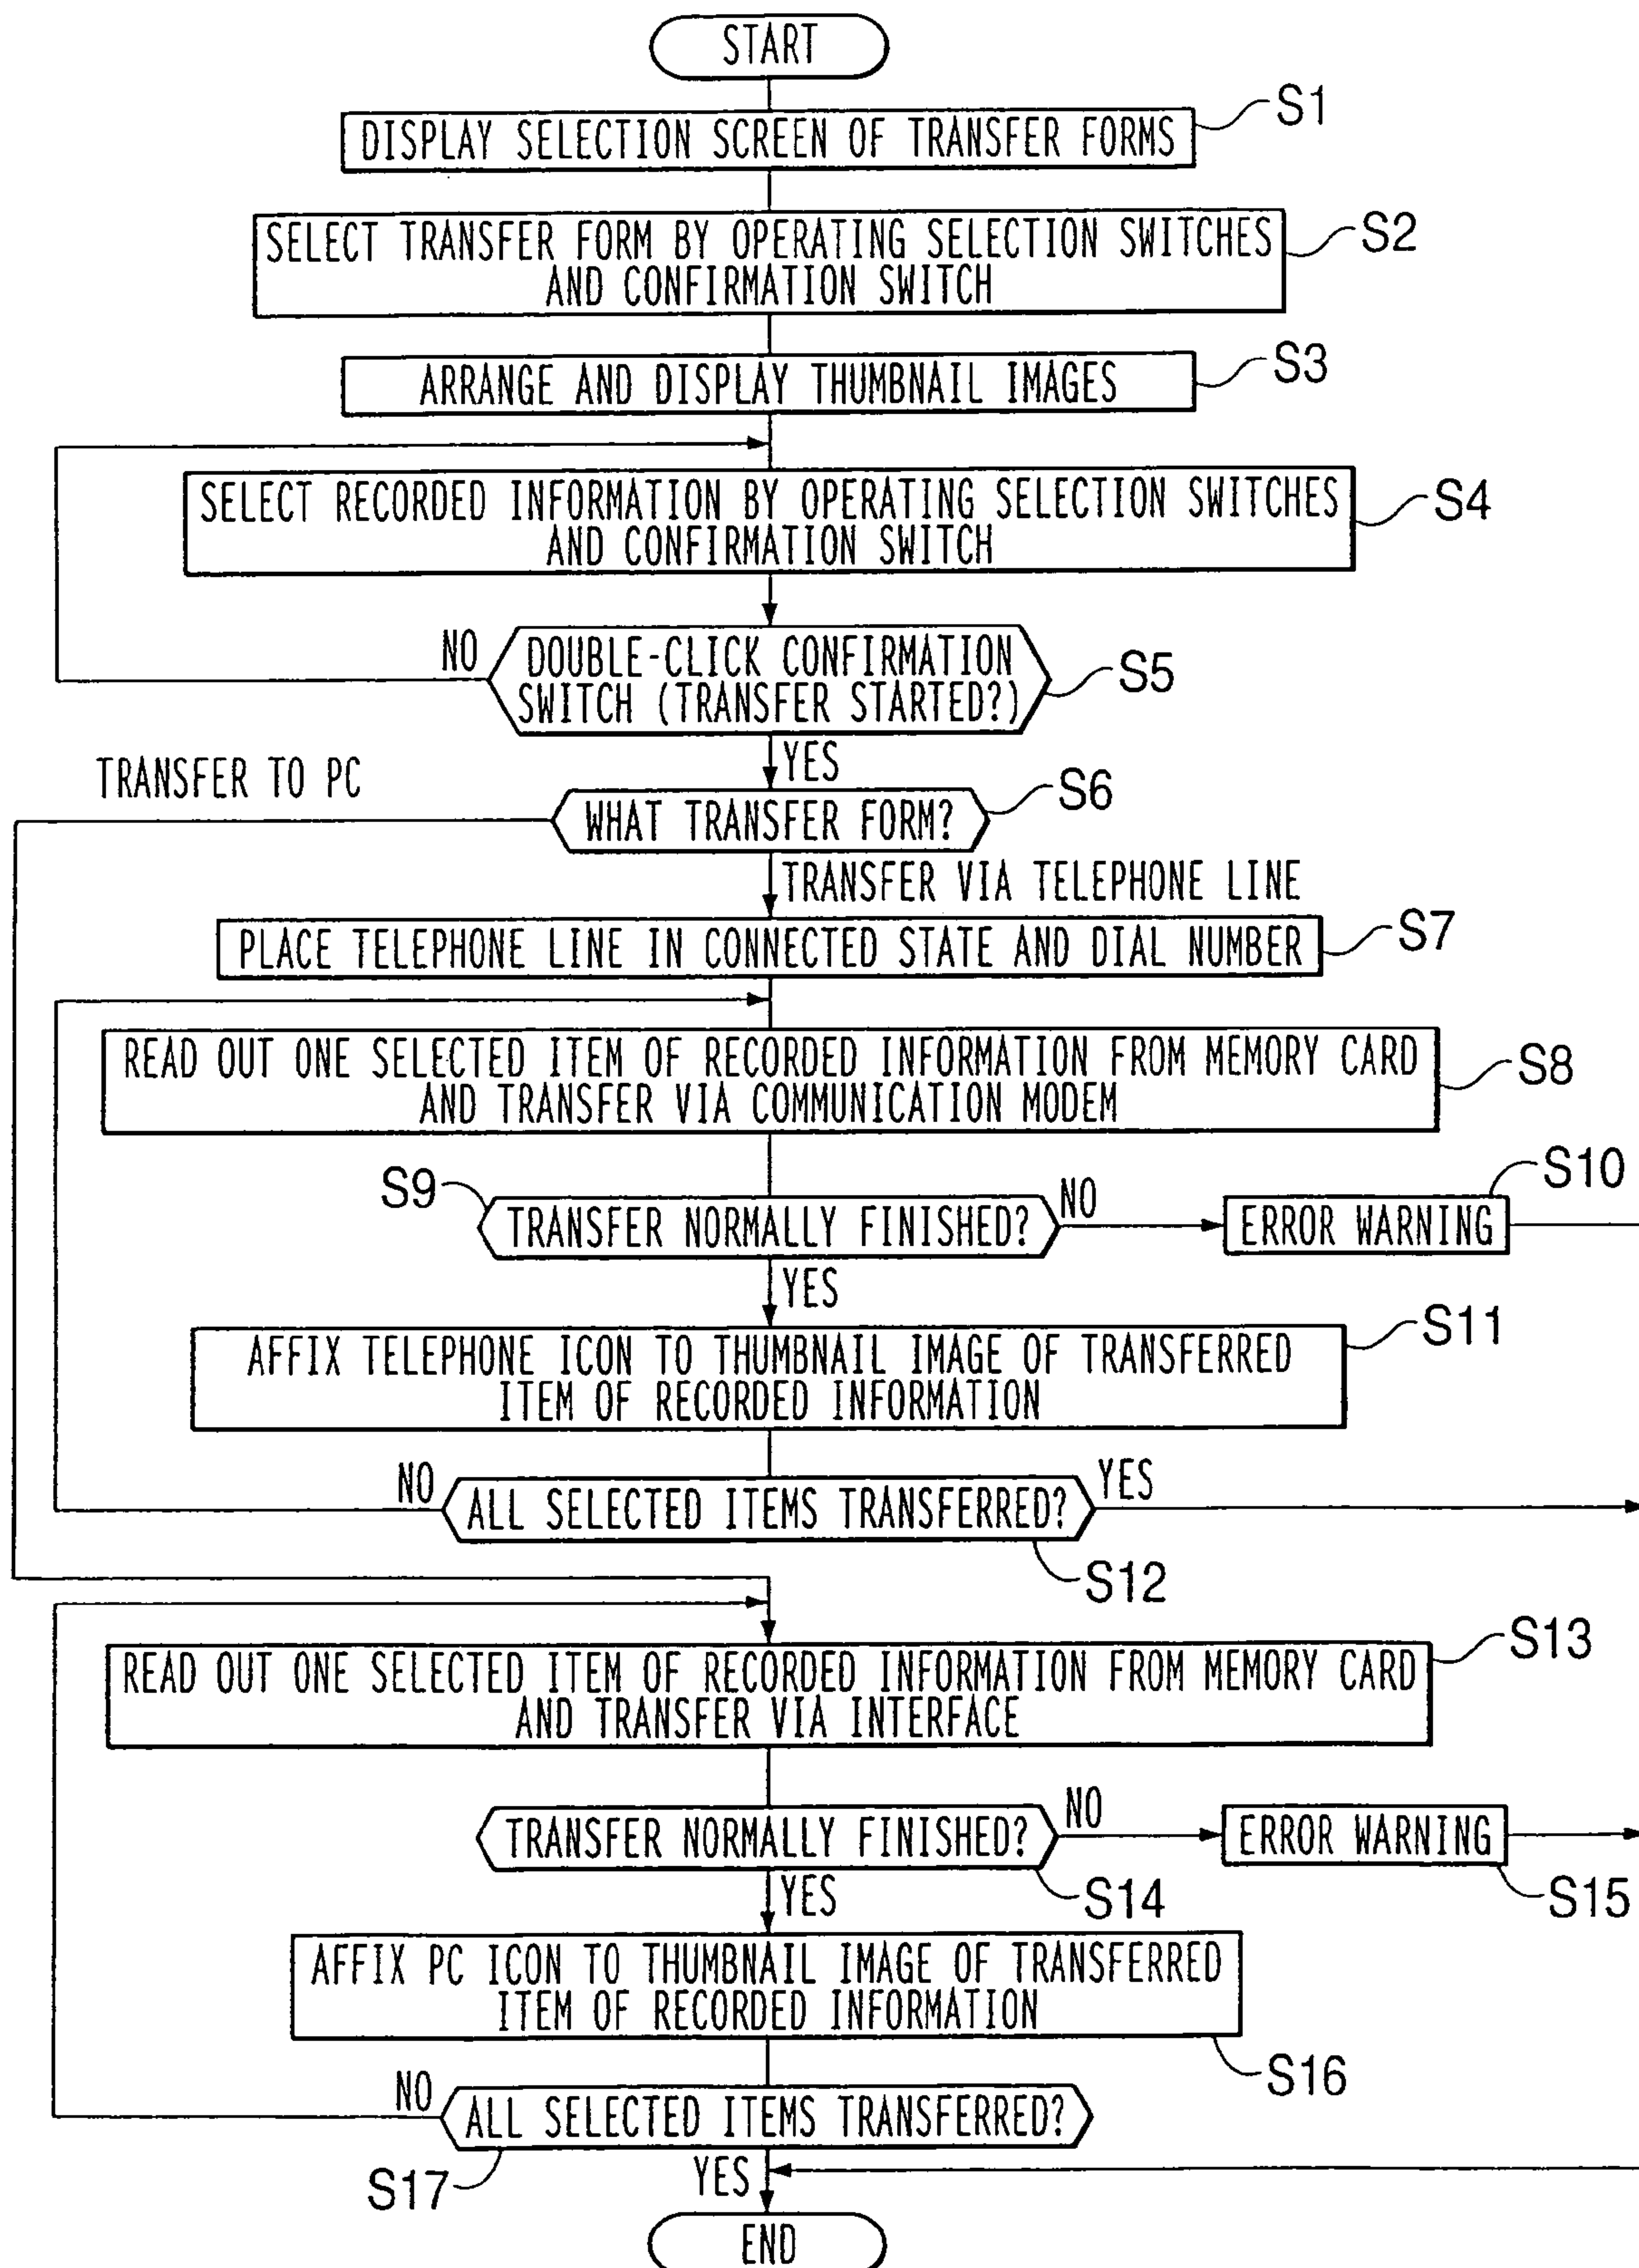 START
S1
DISPLAY SELECTION SCREEN OF TRANSFER FORMS
S2
SELECT TRANSFER FORM BY OPERATING SELECTION SWITCHES
AND CONFIRMATION SWITCH
S3
ARRANGE AND DISPLAY THUMBNAIL IMAGES
S4
SELECT RECORDED INFORMATION BY OPERATING SELECTION SWITCHES
AND CONFIRMATION SWITCH
NO
DOUBLE-CLICK CONFIRMATION
SWITCH (TRANSFER STARTED?)
S5
YES
TRANSFER TO PC
S6
WHAT TRANSFER FORM?
TRANSFER VIA TELEPHONE LINE
S7
PLACE TELEPHONE LINE IN CONNECTED STATE AND DIAL NUMBER
READ OUT ONE SELECTED ITEM OF RECORDED INFORMATION FROM MEMORY CARD
AND TRANSFER VIA COMMUNICATION MODEM
S8
S9
TRANSFER NORMALLY FINISHED?
NO
S10
ERROR WARNING
YES
S11
AFFIX TELEPHONE ICON TO THUMBNAIL IMAGE OF TRANSFERRED
ITEM OF RECORDED INFORMATION
NO
ALL SELECTED ITEMS TRANSFERRED?
YES
S12
S13
READ OUT ONE SELECTED ITEM OF RECORDED INFORMATION FROM MEMORY CARD
AND TRANSFER VIA INTERFACE
TRANSFER NORMALLY FINISHED?
NO
ERROR WARNING
S14
S15
YES
AFFIX PC ICON TO THUMBNAIL IMAGE OF TRANSFERRED
ITEM OF RECORDED INFORMATION
S16
NO
ALL SELECTED ITEMS TRANSFERRED?
S17
YES
END